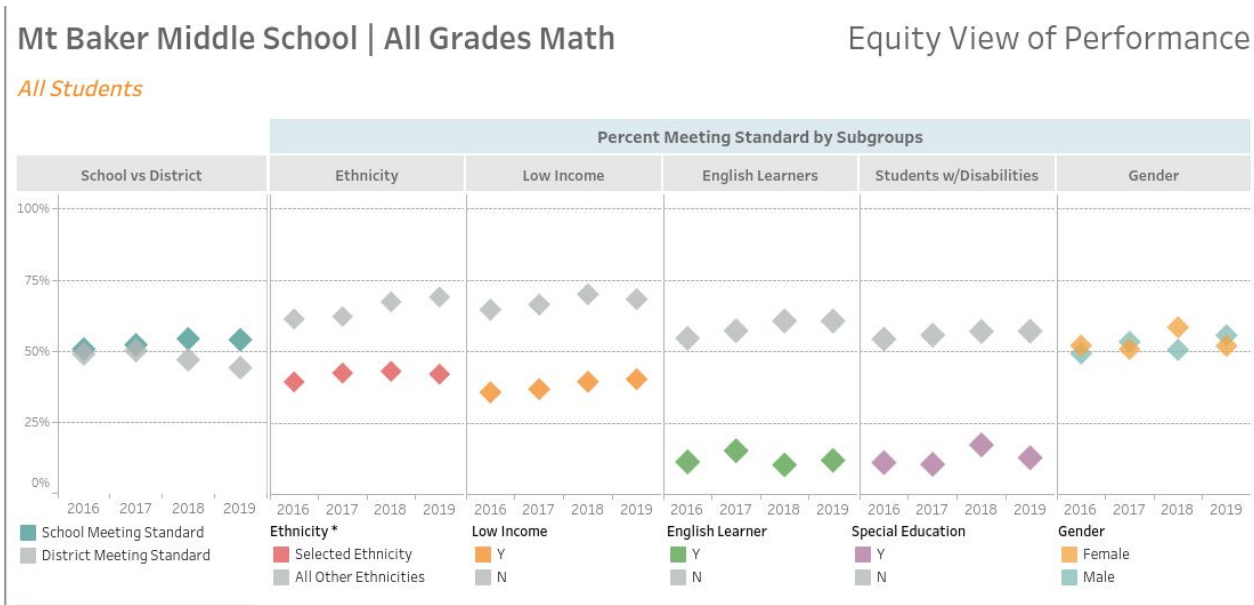 Mt Baker Middle School | All Grades Math
Equity View of Performance
All Students
Percent Meeting Standard by Subgroups
School vs District
Ethnicity
Low Income
English Learners
Students w/Disabilities
Gender
100%
75%
50%
25%
0%
2016 2017 2018 2019
2016 2017 2018 2019
2016 2017 2018 2019
2016 2017 2018 2019
2016 2017 2018 2019
2016 2017 2018 2019
School Meeting Standard
District Meeting Standard
Ethnicity *
Selected Ethnicity
All Other Ethnicities
Low Income
Y
N
English Learner
Y
N
Special Education
Y
N
Gender
Female
Male